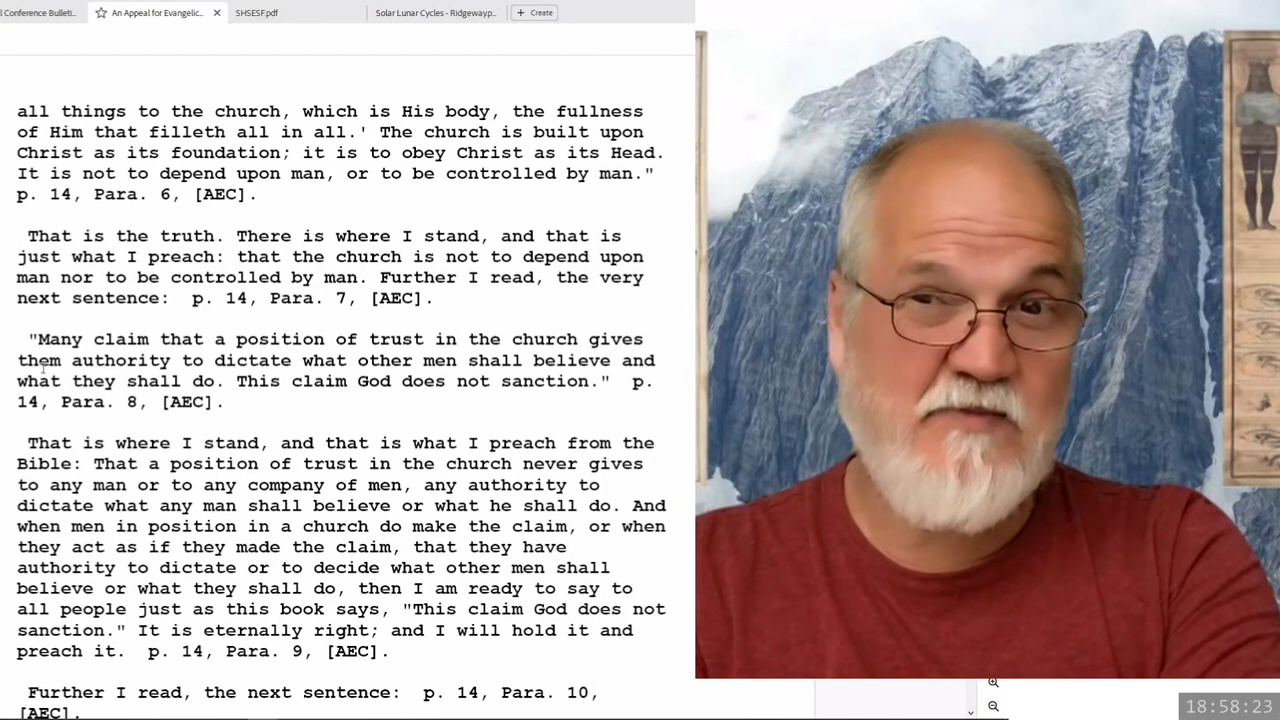 l Conference Bulleti..
An Appeal for Evangelic..
SHSESF.pdf
Solar Lunar Cycles - Ridgeway.p..
Create
all things to the church, which is His body, the fullness
of Him that filleth all in all.' The church is built upon
Christ as its foundation; it is to obey Christ as its Head.
It is not to depend upon man, or to be controlled by man."
p. 14, Para. 6, [AEC].
That is the truth. There is where I stand, and that is
just what I preach: that the church is not to depend upon
man nor to be controlled by man. Further I read, the very
next sentence: p. 14, Para. 7, [AEC].
"Many claim that a position of trust in the church gives
them authority to dictate what other men shall believe and
what they shall do. This claim God does not sanction." p.
14, Para. 8, [AEC].
That is where I stand, and that is what I preach from the
Bible: That a position of trust in the church never gives
to any man or to any company of men, any authority to
dictate what any man shall believe or what he shall do. And
when men in position in a church do make the claim, or when
they act as if they made the claim, that they have
authority to dictate or to decide what other men shall
believe or what they shall do, then I am ready to say to
all people just as this book says, "This claim God does not
sanction." It is eternally right; and I will hold it and
preach it. p. 14, Para. 9, [AEC].
Further I read, the next sentence: p. 14, Para. 10,
[AEC].
18:58:23